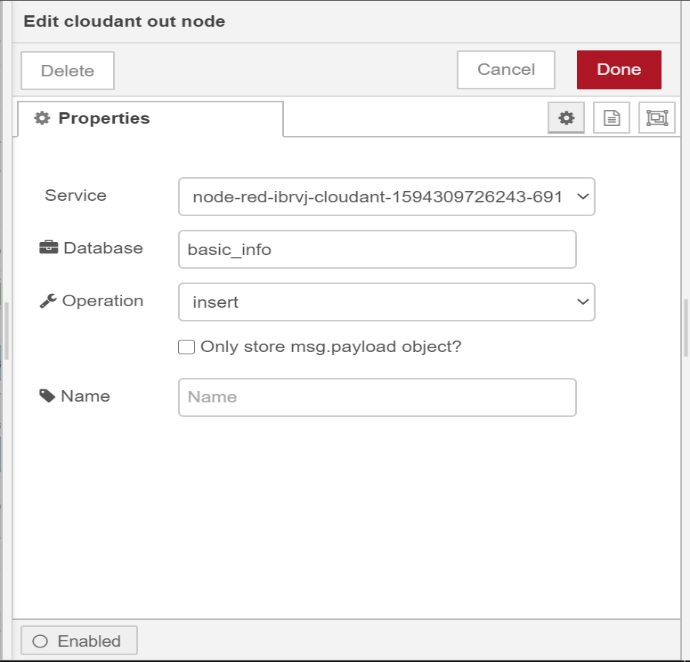 Edit cloudant out node
Delete Cancel Done
Properties
Service node-red-ibrvj-cloudant-1594309726243-691
Database basic_info
Operation insert
Only store msg.payload object?
Name Name
Enabled